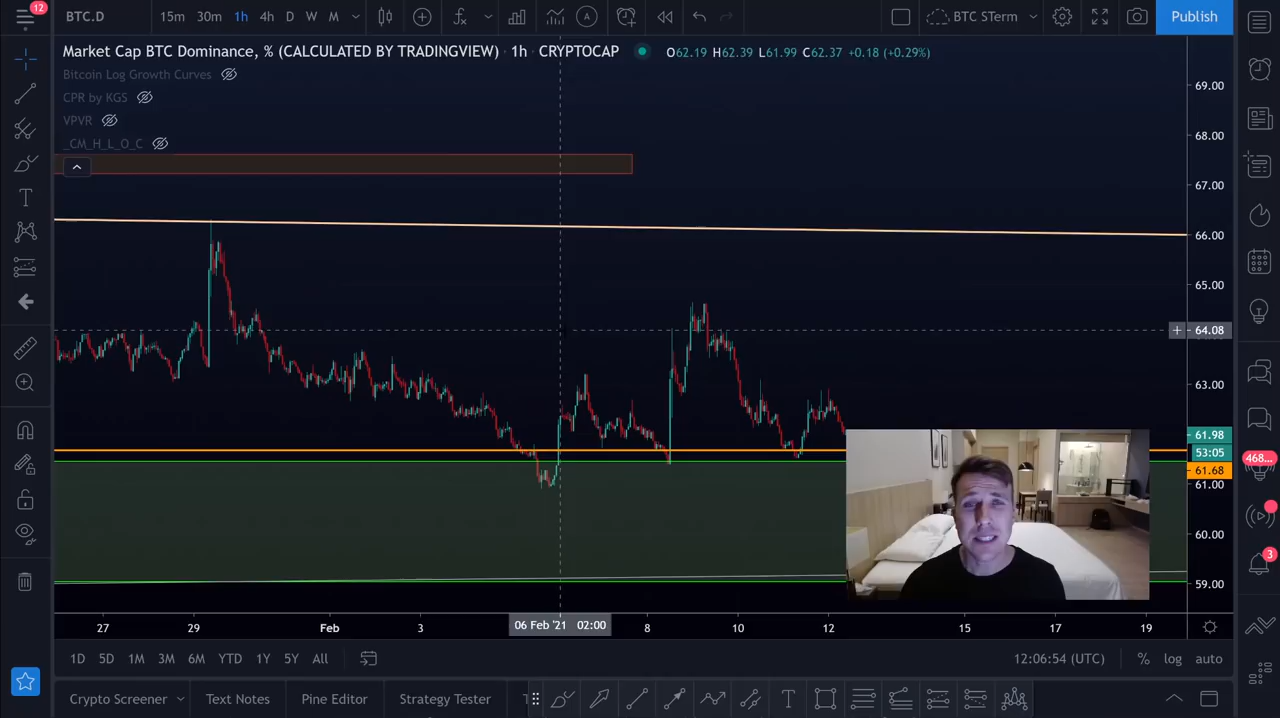 12
BTC.D 15m 30m 1h 4h D W M BTC STerm Publish
Market Cap BTC Dominance, % (CALCULATED BY TRADINGVIEW) · 1h · CRYPTOCAP O62.19 H62.39 L61.99 C62.37 +0.18 (+0.29%)
Bitcoin Log Growth Curves
CPR by KGS
VPVR
_CM_H_L_O_C
69.00
68.00
67.00
66.00
65.00
64.08
63.00
61.98
53:05
61.68
61.00
60.00
59.00
468...
3
27 29 Feb 3 06 Feb '21 02:00 8 10 12 15 17 19
1D 5D 1M 3M 6M YTD 1Y 5Y All 12:06:54 (UTC) % log auto
Crypto Screener Text Notes Pine Editor Strategy Tester